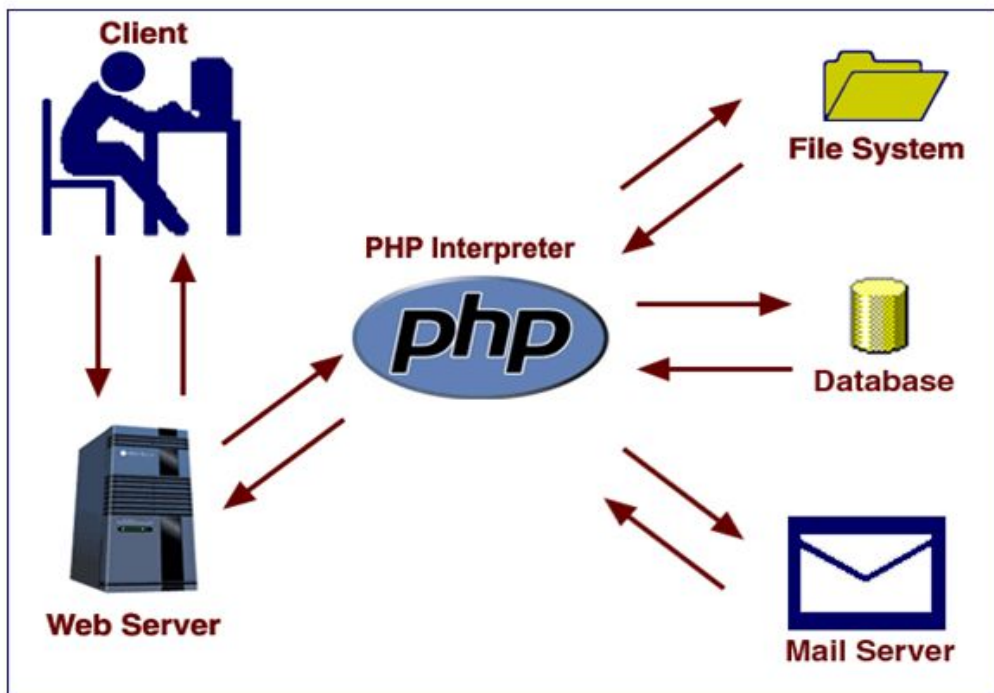 Client
File System
PHP Interpreter
php
Database
Web Server
Mail Server